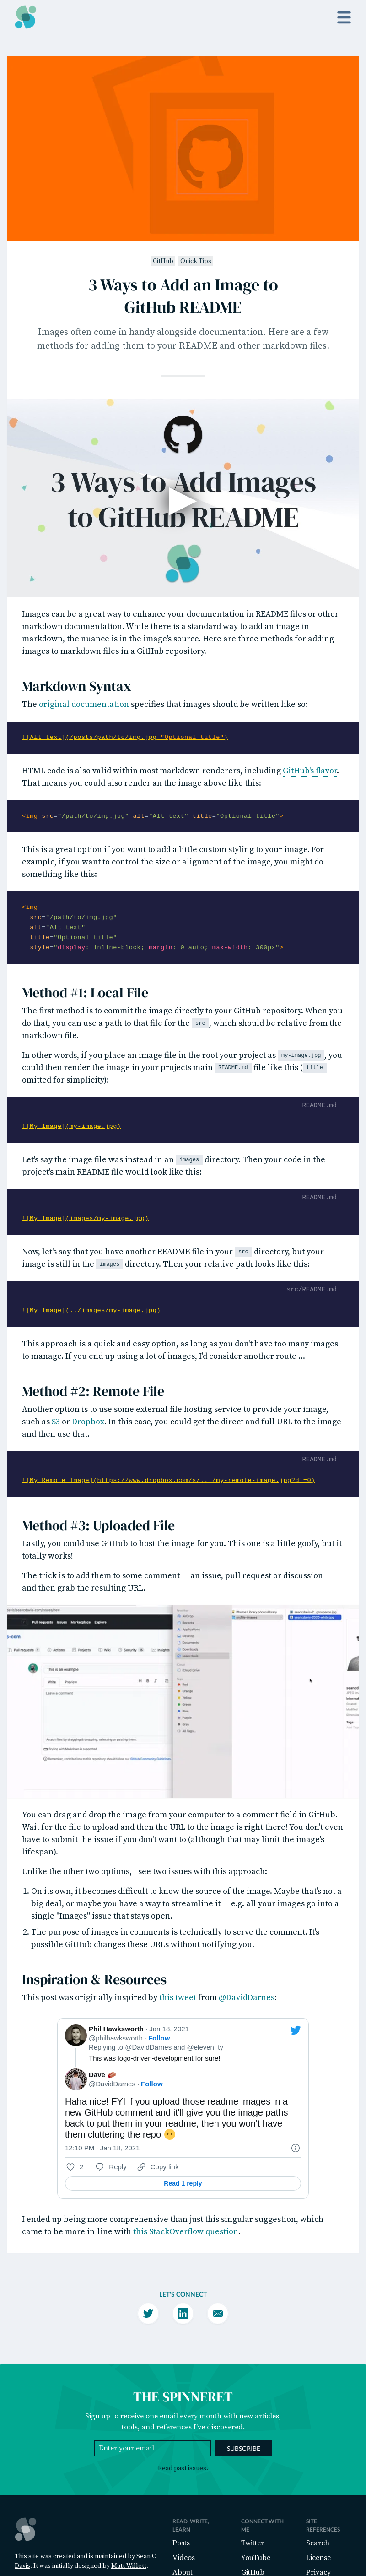 GitHub Quick Tips
3 Ways to Add an Image to
GitHub README
Images often come in handy alongside documentation. Here are a few
methods for adding them to your README and other markdown files.
3 Ways to Add Images
to GitHub README
Images can be a great way to enhance your documentation in README files or other
markdown documentation. While there is a standard way to add an image in
markdown, the nuance is in the image's source. Here are three methods for adding
images to markdown files in a GitHub repository.
Markdown Syntax
The original documentation specifies that images should be written like so:
![Alt text](/posts/path/to/img.jpg "Optional title")
HTML code is also valid within most markdown renderers, including GitHub's flavor.
That means you could also render an the image above like this:
<img src="/path/to/img.jpg" alt="Alt text" title="Optional title">
This is a great option if you want to add a little custom styling to your image. For
example, if you want to control the size or alignment of the image, you might do
something like this:
<img
src="/path/to/img.jpg"
alt="Alt text"
title="Optional title"
style="display: inline-block; margin: 0 auto; max-width: 300px">
Method #1: Local File
The first method is to commit the image directly to your GitHub repository. When you
do that, you can use a path to that file for the src, which should be relative from the
markdown file.
In other words, if you place an image file in the root your project as my-image.jpg, you
could then render the image in your projects main README.md file like this (title
omitted for simplicity):
README.md
![My Image](my-image.jpg)
Let's say the image file was instead in an images directory. Then your code in the
project's main README file would look like this:
README.md
![My Image](images/my-image.jpg)
Now, let's say that you have another README file in your src directory, but your
image is still in the images directory. Then your relative path looks like this:
src/README.md
![My Image](../images/my-image.jpg)
This approach is a quick and easy option, as long as you don't have too many images
to manage. If you end up using a lot of images, I'd consider another route ...
Method #2: Remote File
Another option is to use some external file hosting service to provide your image,
such as S3 or Dropbox. In this case, you could get the direct and full URL to the image
and then use that.
README.md
![My Remote Image](https://www.dropbox.com/s/.../my-remote-image.jpg?dl=0)
Method #3: Uploaded File
Lastly, you could use GitHub to host the image for you. This one is a little goofy, but it
totally works!
The trick is to add them to some comment — an issue, pull request or discussion —
and then grab the resulting URL.
Pull requests Issues Marketplace Explore
This is an example
Write Preview
Leave a comment
You can drag and drop the image from your computer to a comment field in GitHub.
Wait for the file to upload and then the URL to the image is right there! You don't even
have to submit the issue if you don't want to (although that may limit the image's
lifespan).
Unlike the other two options, I see two issues with this approach:
1. On its own, it becomes difficult to know the source of the image. Maybe that's not a
big deal, or maybe you have a way to streamline it — e.g. all your images go into a
single "Images" issue that stays open.
2. The purpose of images in comments is technically to serve the comment. It's
possible GitHub changes these URLs without notifying you.
Inspiration & Resources
This post was originally inspired by this tweet from @DavidDarnes:
Phil Hawksworth · Jan 18, 2021
@philhawksworth · Follow
Replying to @DavidDarnes and @eleven_ty
This was logo-driven-development for sure!
Dave
@DavidDarnes · Follow
Haha nice! FYI if you upload those readme images in a
new GitHub comment and it'll give you the image paths
back to put them in your readme, then you won't have
them cluttering the repo 😬
12:10 PM · Jan 18, 2021
2 Reply Copy link
Read 1 reply
I ended up being more comprehensive than just this singular suggestion, which
came to be more in-line with this StackOverflow question.
LET'S CONNECT
THE SPINNERET
Sign up to receive one email every month with new articles,
tools, and references I've discovered.
Enter your email SUBSCRIBE
Read past issues.
This site was created and is maintained by Sean C
Davis. It was initially designed by Matt Willett.
READ, WRITE,
LEARN
Posts
Videos
About
CONNECT WITH
ME
Twitter
YouTube
GitHub
SITE
REFERENCES
Search
License
Privacy